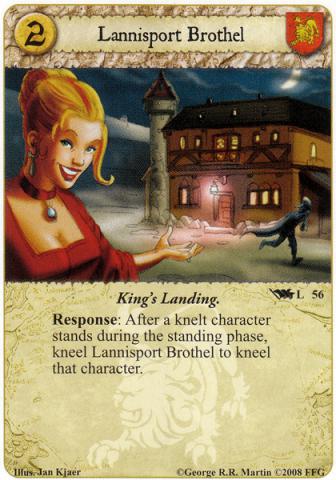 2
Lannisport Brothel
King's Landing.
L 56
Response: After a knelt character
stands during the standing phase,
kneel Lannisport Brothel to kneel
that character.
Illus. Jan Kjaer
©George R.R. Martin ©2008 FFG